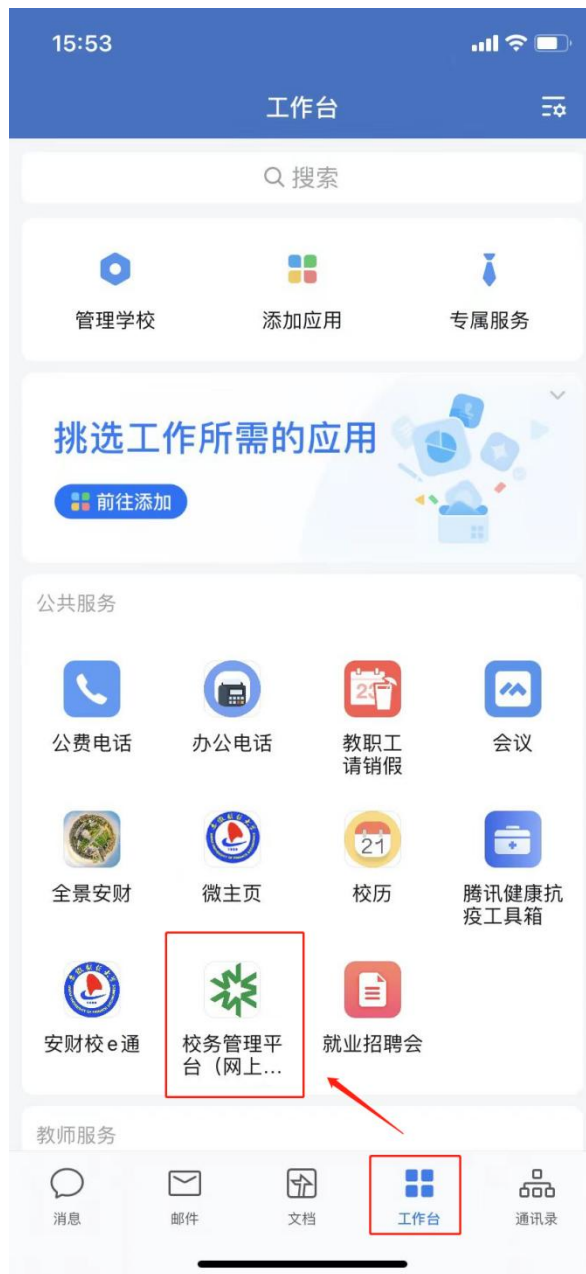 15:53
工作台
搜索
管理学校
添加应用
专属服务
挑选工作所需的应用
前往添加
公共服务
公费电话
办公电话
教职工
请销假
会议
全景安财
微主页
校历
腾讯健康抗
疫工具箱
安财校e通
校务管理平
台（网上...
就业招聘会
教师服务
消息
邮件
文档
工作台
通讯录